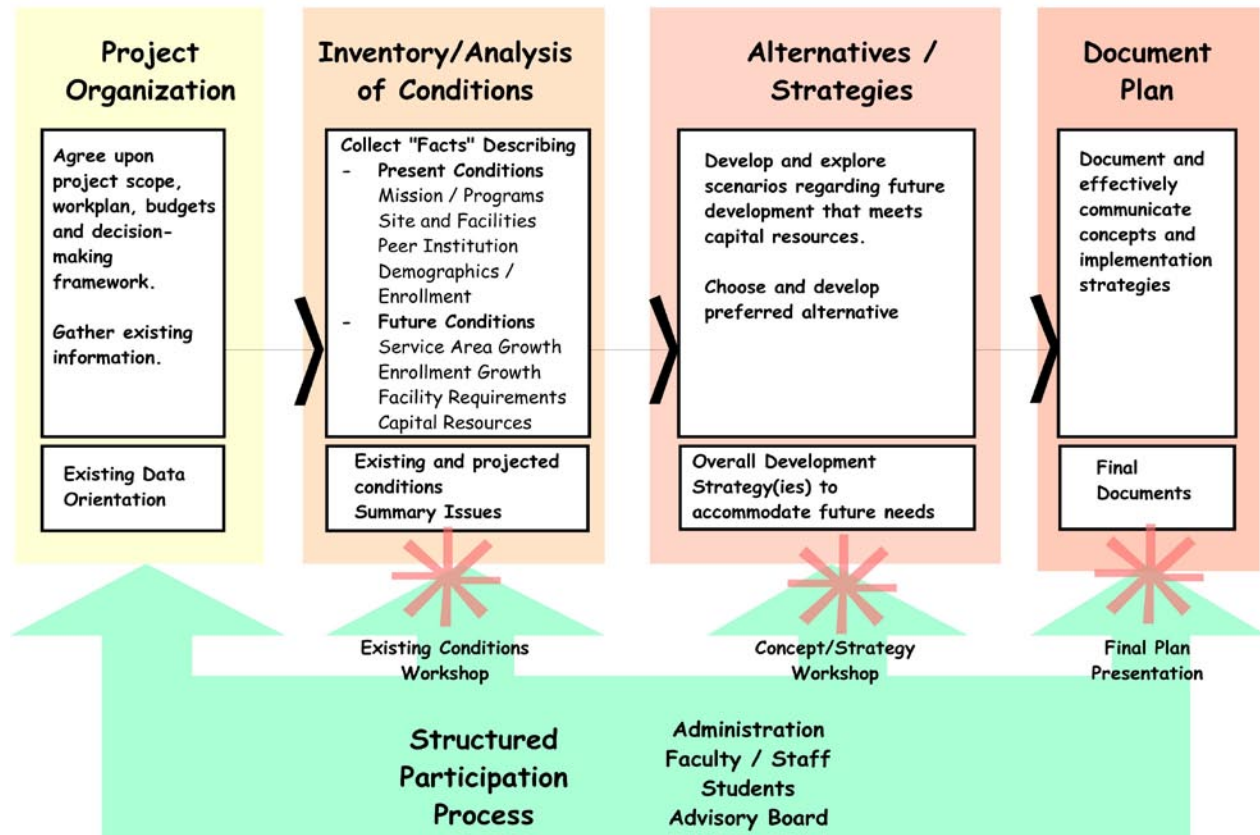 Project
Organization
Agree upon
project scope,
workplan, budgets
and decision-
making
framework.
Gather existing
information.
Existing Data
Orientation
Inventory/Analysis
of Conditions
Collect "Facts" Describing
- Present Conditions
Mission / Programs
Site and Facilities
Peer Institution
Demographics /
Enrollment
- Future Conditions
Service Area Growth
Enrollment Growth
Facility Requirements
Capital Resources
Existing and projected
conditions
Summary Issues
Alternatives /
Strategies
Develop and explore
scenarios regarding future
development that meets
capital resources.
Choose and develop
preferred alternative
Overall Development
Strategy(ies) to
accommodate future needs
Document
Plan
Document and
effectively
communicate
concepts and
implementation
strategies
Final
Documents
Existing Conditions
Workshop
Concept/Strategy
Workshop
Final Plan
Presentation
Structured
Participation
Process
Administration
Faculty / Staff
Students
Advisory Board